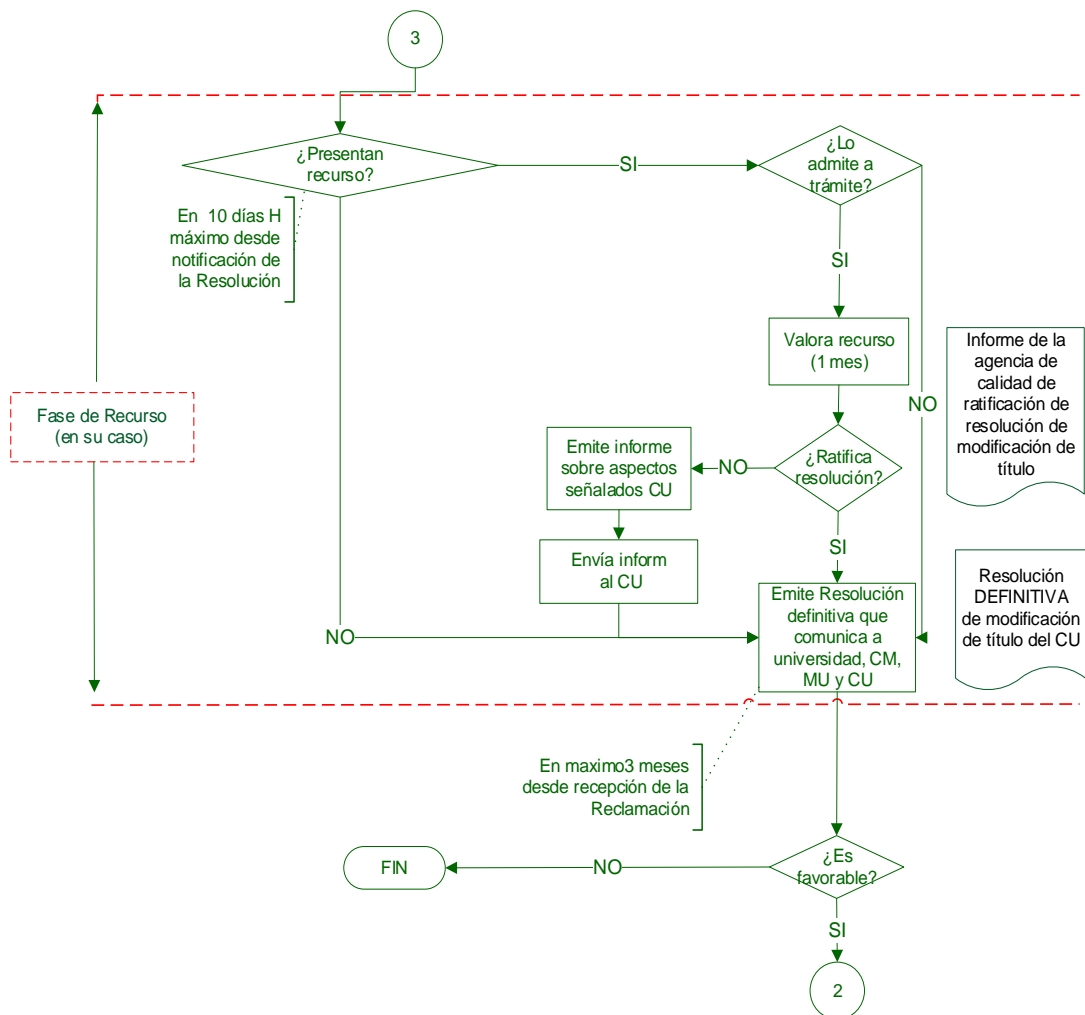 3
¿Presentan
recurso?
SI
¿Lo
admite a
trámite?
En 10 días H
máximo desde
notificación de
la Resolución
SI
NO
Valora recurso
(1 mes)
Informe de la
agencia de
calidad de
ratificación de
resolución de
modificación de
título
Fase de Recurso
(en su caso)
Emite informe
sobre aspectos
señalados CU
NO
¿Ratifica
resolución?
SI
Envía inform
al CU
NO
Emite Resolución
definitiva que
comunica a
universidad, CM,
MU y CU
Resolución
DEFINITIVA
de modificación
de título del CU
En maximo3 meses
desde recepción de la
Reclamación
¿Es
favorable?
NO
FIN
SI
2